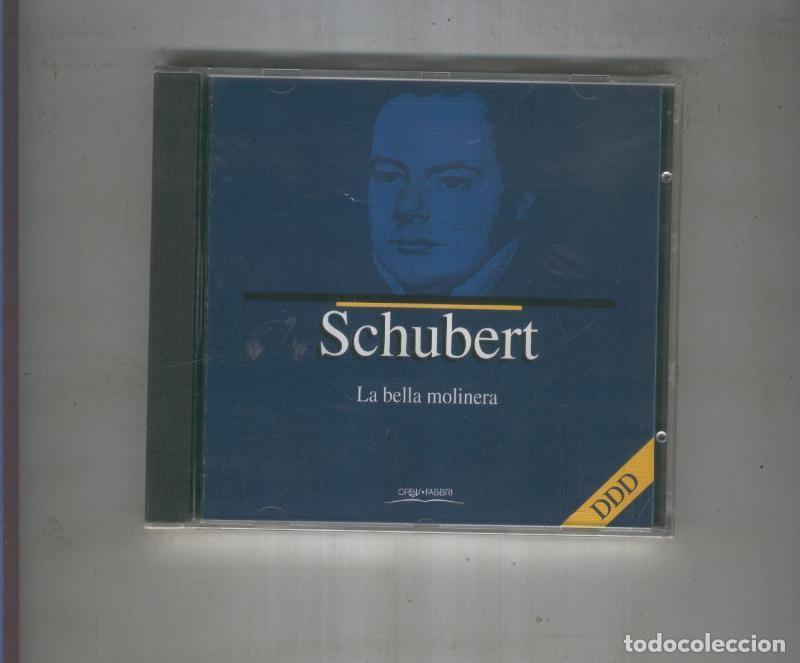 Schubert
La bella molinera
ORBIS•FABBRI
DDD
todocoleccion